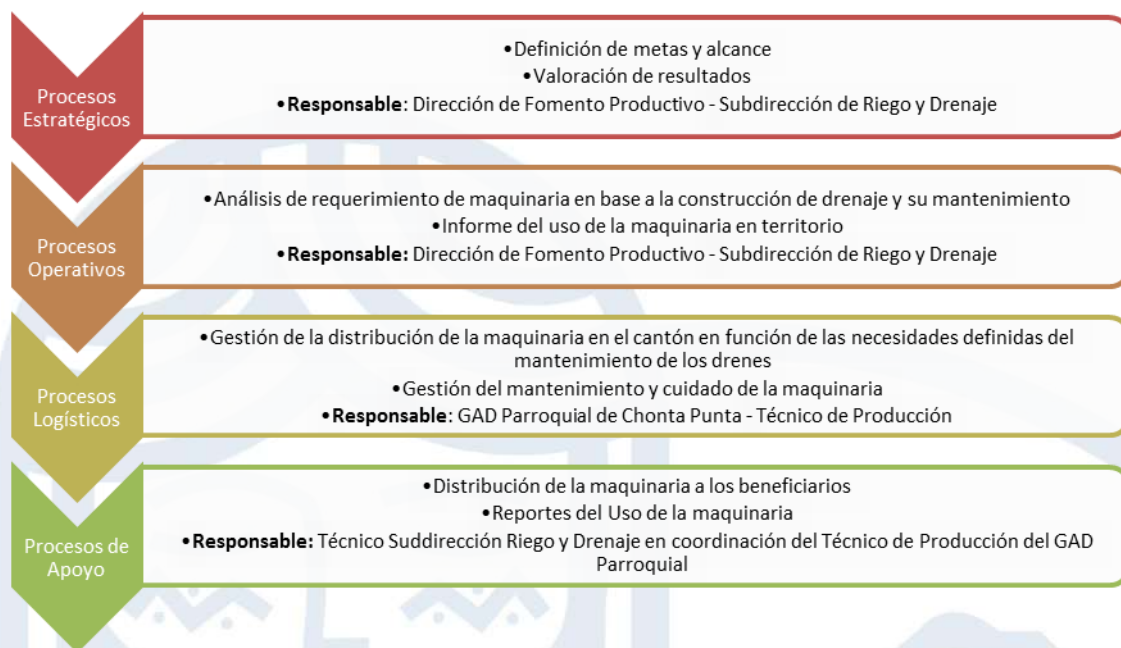 Procesos
Estratégicos
•Definición de metas y alcance
•Valoración de resultados
•Responsable: Dirección de Fomento Productivo - Subdirección de Riego y Drenaje
Procesos
Operativos
•Análisis de requerimiento de maquinaria en base a la construcción de drenaje y su mantenimiento
•Informe del uso de la maquinaria en territorio
•Responsable: Dirección de Fomento Productivo - Subdirección de Riego y Drenaje
Procesos
Logísticos
•Gestión de la distribución de la maquinaria en el cantón en función de las necesidades definidas del
mantenimiento de los drenes
•Gestión del mantenimiento y cuidado de la maquinaria
•Responsable: GAD Parroquial de Chonta Punta - Técnico de Producción
Procesos de
Apoyo
•Distribución de la maquinaria a los beneficiarios
•Reportes del Uso de la maquinaria
•Responsable: Técnico Suddirección Riego y Drenaje en coordinación del Técnico de Producción del GAD
Parroquial